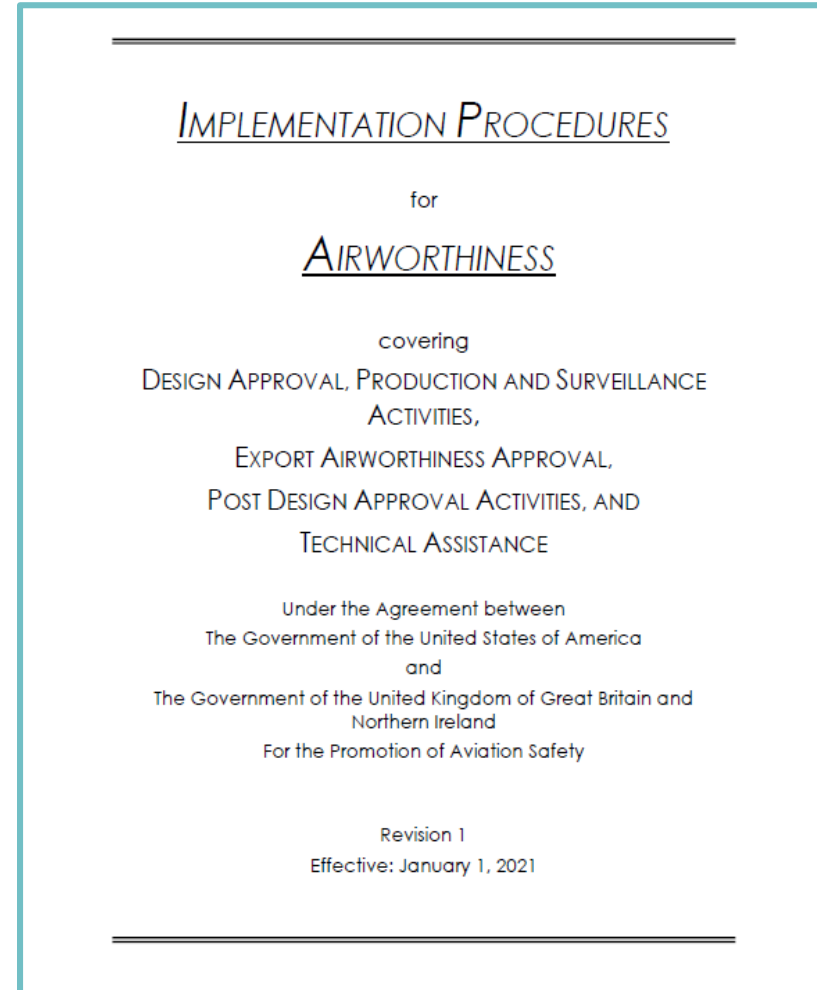 IMPLEMENTATION PROCEDURES
for
AIRWORTHINESS
covering
DESIGN APPROVAL, PRODUCTION AND SURVEILLANCE
ACTIVITIES,
EXPORT AIRWORTHINESS APPROVAL,
POST DESIGN APPROVAL ACTIVITIES, AND
TECHNICAL ASSISTANCE
Under the Agreement between
The Government of the United States of America
and
The Government of the United Kingdom of Great Britain and
Northern Ireland
For the Promotion of Aviation Safety
Revision 1
Effective: January 1, 2021